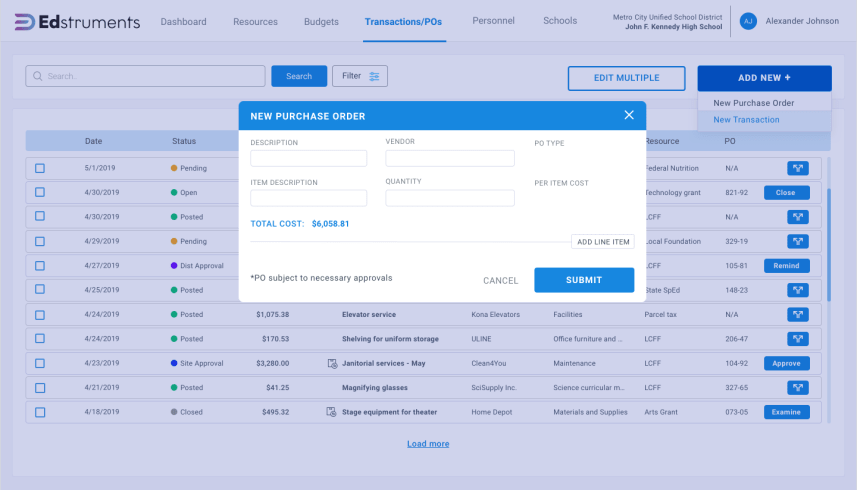 Edstruments
Dashboard
Resources
Budgets
Transactions/POs
Personnel
Schools
Metro City Unified School District
John F. Kennedy High School
AJ
Alexander Johnson
Search...
Search
Filter
EDIT MULTIPLE
ADD NEW +
New Purchase Order
New Transaction
NEW PURCHASE ORDER
DESCRIPTION
VENDOR
PO TYPE
ITEM DESCRIPTION
QUANTITY
PER ITEM COST
TOTAL COST: $6,058.81
ADD LINE ITEM
*PO subject to necessary approvals
CANCEL
SUBMIT
Date Status Resource PO
5/1/2019 Pending Federal Nutrition N/A
4/30/2019 Open Technology grant 821-92 Close
4/30/2019 Posted LCFF N/A
4/29/2019 Pending Local Foundation 329-19
4/27/2019 Dist Approval LCFF 105-81 Remind
4/25/2019 Posted State SpEd 148-23
4/24/2019 Posted $1,075.38 Elevator service Kona Elevators Facilities Parcel tax N/A
4/24/2019 Posted $170.53 Shelving for uniform storage ULINE Office furniture and ... LCFF 206-47
4/23/2019 Site Approval $3,280.00 Janitorial services - May Clean4You Maintenance LCFF 104-92 Approve
4/21/2019 Posted $41.25 Magnifying glasses SciSupply Inc. Science curricular m... LCFF 327-65
4/18/2019 Closed $495.32 Stage equipment for theater Home Depot Materials and Supplies Arts Grant 073-05 Examine
Load more